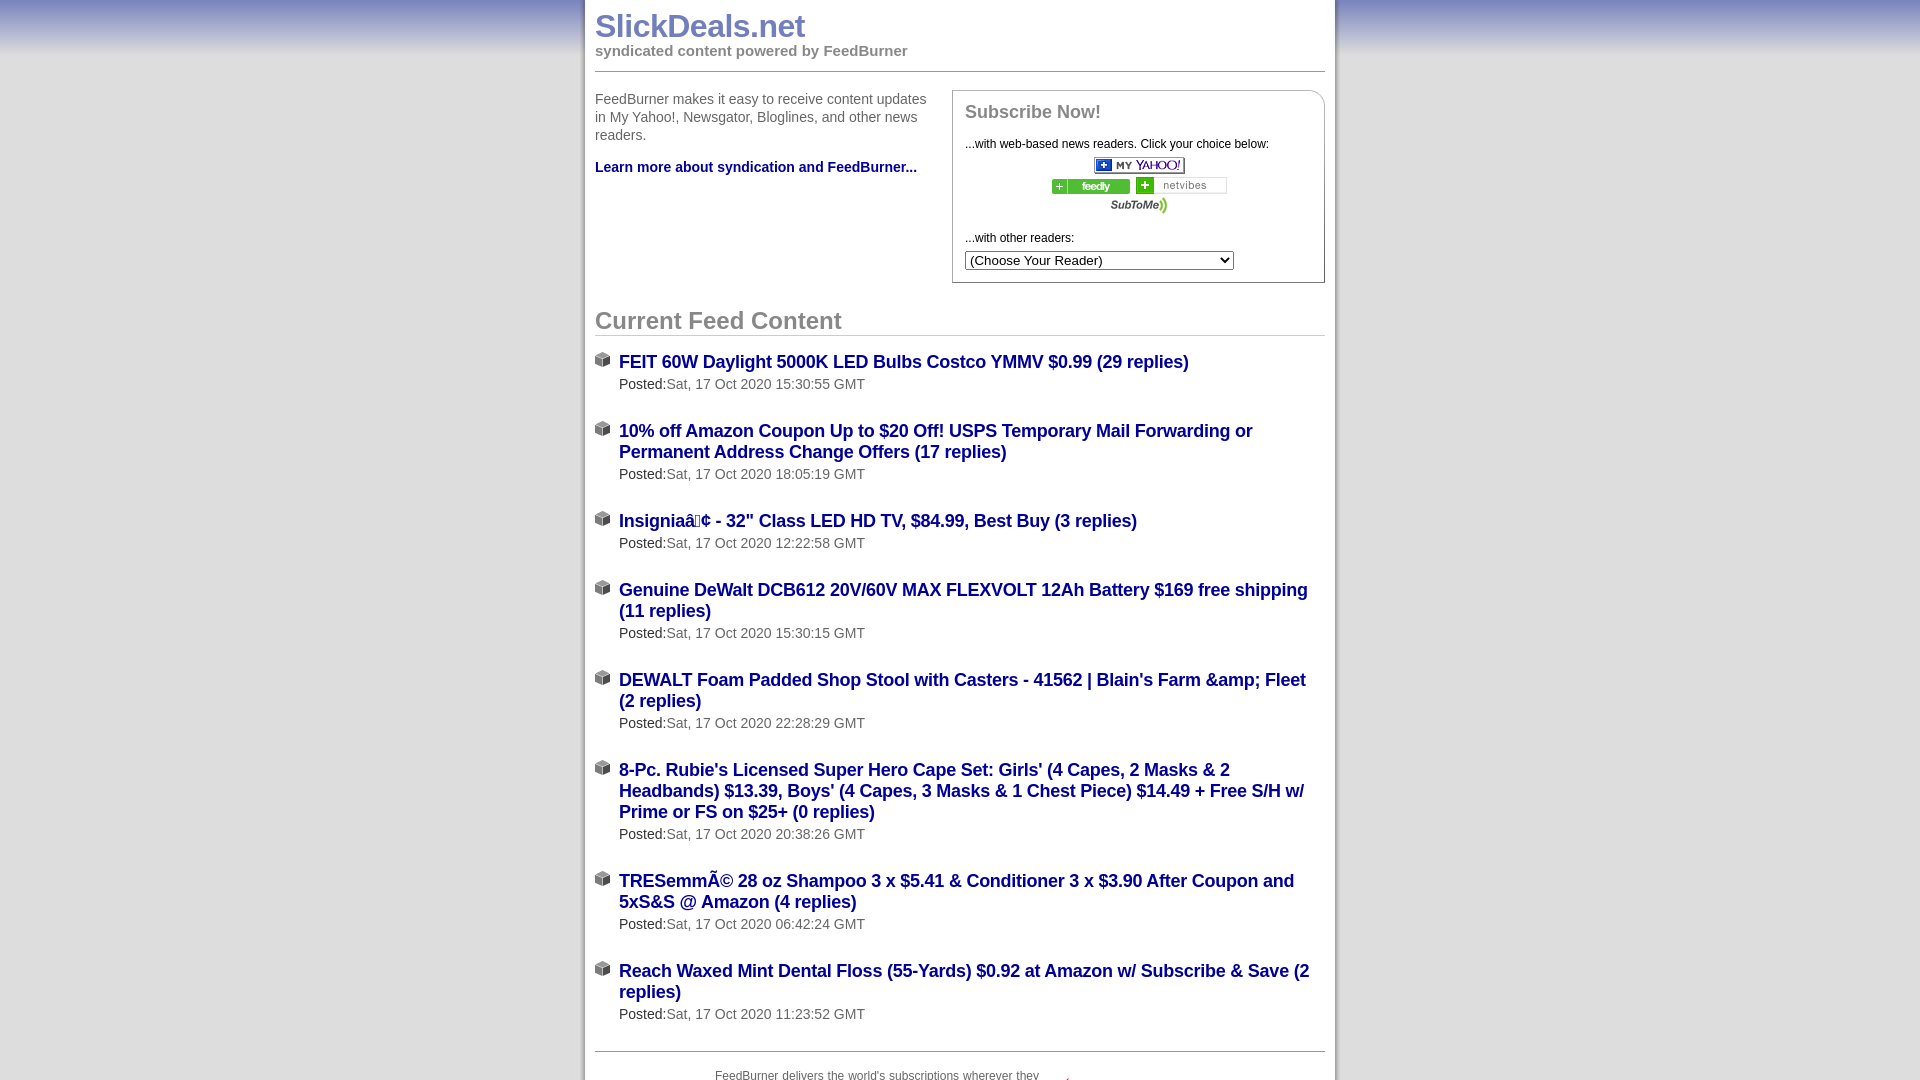 SlickDeals.net
syndicated content powered by FeedBurner
FeedBurner makes it easy to receive content updates
in My Yahoo!, Newsgator, Bloglines, and other news
readers.
Learn more about syndication and FeedBurner...
Subscribe Now!
...with web-based news readers. Click your choice below:
MY YAHOO!
feedly netvibes
SubToMe
...with other readers:
(Choose Your Reader)
Current Feed Content
FEIT 60W Daylight 5000K LED Bulbs Costco YMMV $0.99 (29 replies)
Posted:Sat, 17 Oct 2020 15:30:55 GMT
10% off Amazon Coupon Up to $20 Off! USPS Temporary Mail Forwarding or
Permanent Address Change Offers (17 replies)
Posted:Sat, 17 Oct 2020 18:05:19 GMT
Insigniaâ¢ - 32" Class LED HD TV, $84.99, Best Buy (3 replies)
Posted:Sat, 17 Oct 2020 12:22:58 GMT
Genuine DeWalt DCB612 20V/60V MAX FLEXVOLT 12Ah Battery $169 free shipping
(11 replies)
Posted:Sat, 17 Oct 2020 15:30:15 GMT
DEWALT Foam Padded Shop Stool with Casters - 41562 | Blain's Farm &amp; Fleet
(2 replies)
Posted:Sat, 17 Oct 2020 22:28:29 GMT
8-Pc. Rubie's Licensed Super Hero Cape Set: Girls' (4 Capes, 2 Masks & 2
Headbands) $13.39, Boys' (4 Capes, 3 Masks & 1 Chest Piece) $14.49 + Free S/H w/
Prime or FS on $25+ (0 replies)
Posted:Sat, 17 Oct 2020 20:38:26 GMT
TRESemmÃ© 28 oz Shampoo 3 x $5.41 & Conditioner 3 x $3.90 After Coupon and
5xS&S @ Amazon (4 replies)
Posted:Sat, 17 Oct 2020 06:42:24 GMT
Reach Waxed Mint Dental Floss (55-Yards) $0.92 at Amazon w/ Subscribe & Save (2
replies)
Posted:Sat, 17 Oct 2020 11:23:52 GMT
FeedBurner delivers the world's subscriptions wherever they